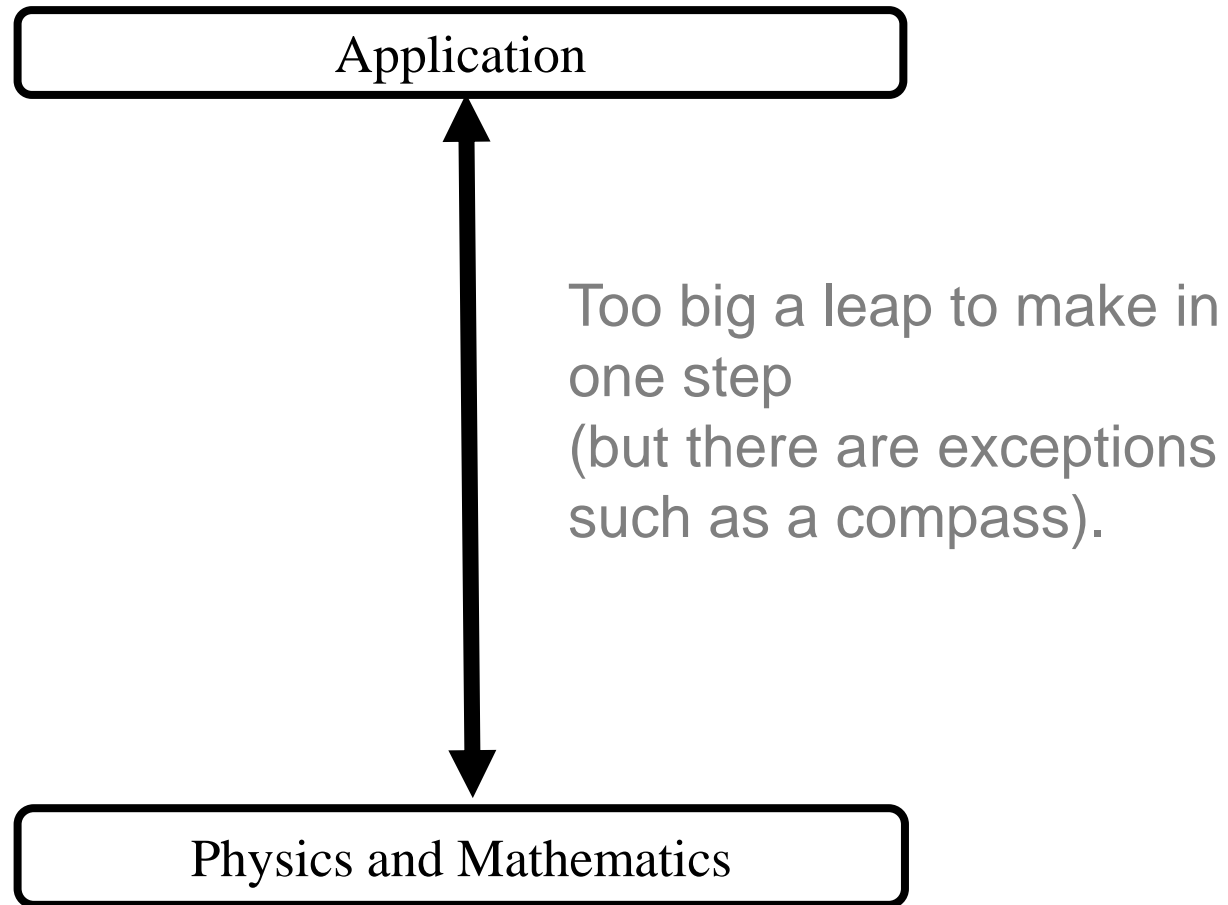 Application
Too big a leap to make in
one step
(but there are exceptions
such as a compass).
Physics and Mathematics